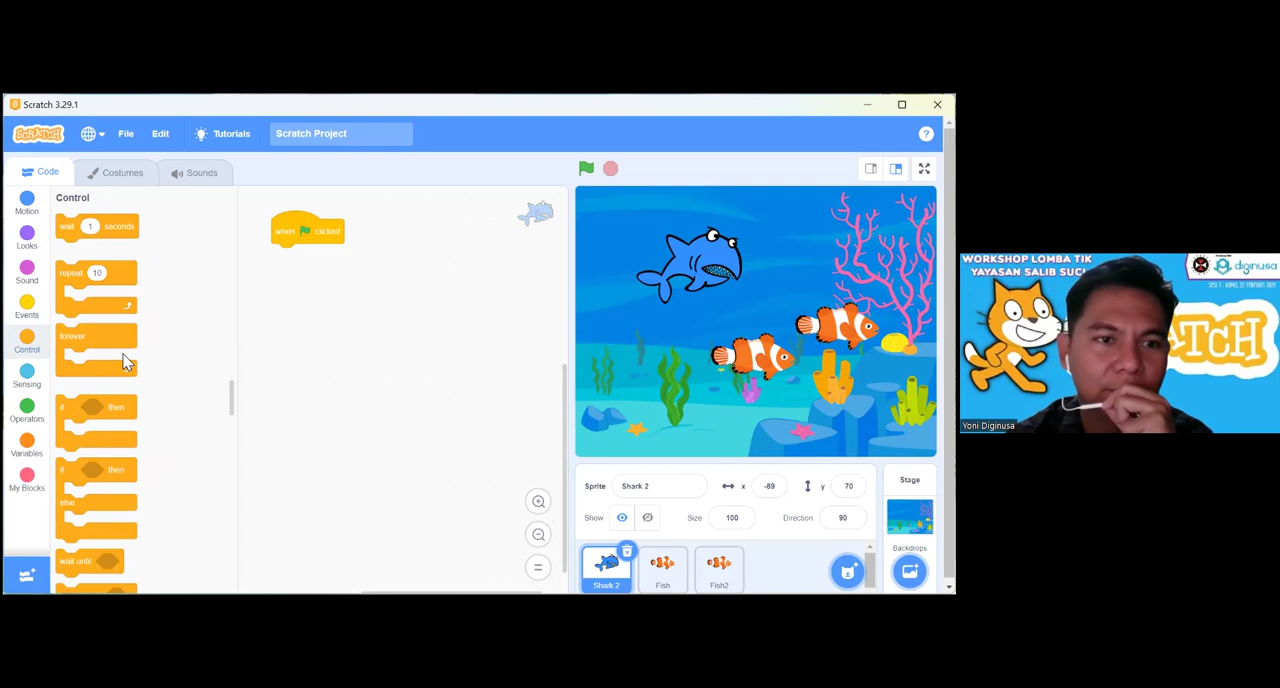 Scratch 3.29.1
SCRATCH
File
Edit
Tutorials
Scratch Project
?
Code
Costumes
Sounds
Motion
Looks
Sound
Events
Control
Sensing
Operators
Variables
My Blocks
Control
wait 1 seconds
repeat 10
forever
if then
if then
else
wait until
when clicked
Sprite
Shark 2
x
-89
y
70
Show
Size
100
Direction
90
Shark 2
Fish
Fish2
Stage
Backdrops
WORKSHOP LOMBA TIK
YAYASAN SALIB SUCI
diginusa
ATCH
Yoni Diginusa